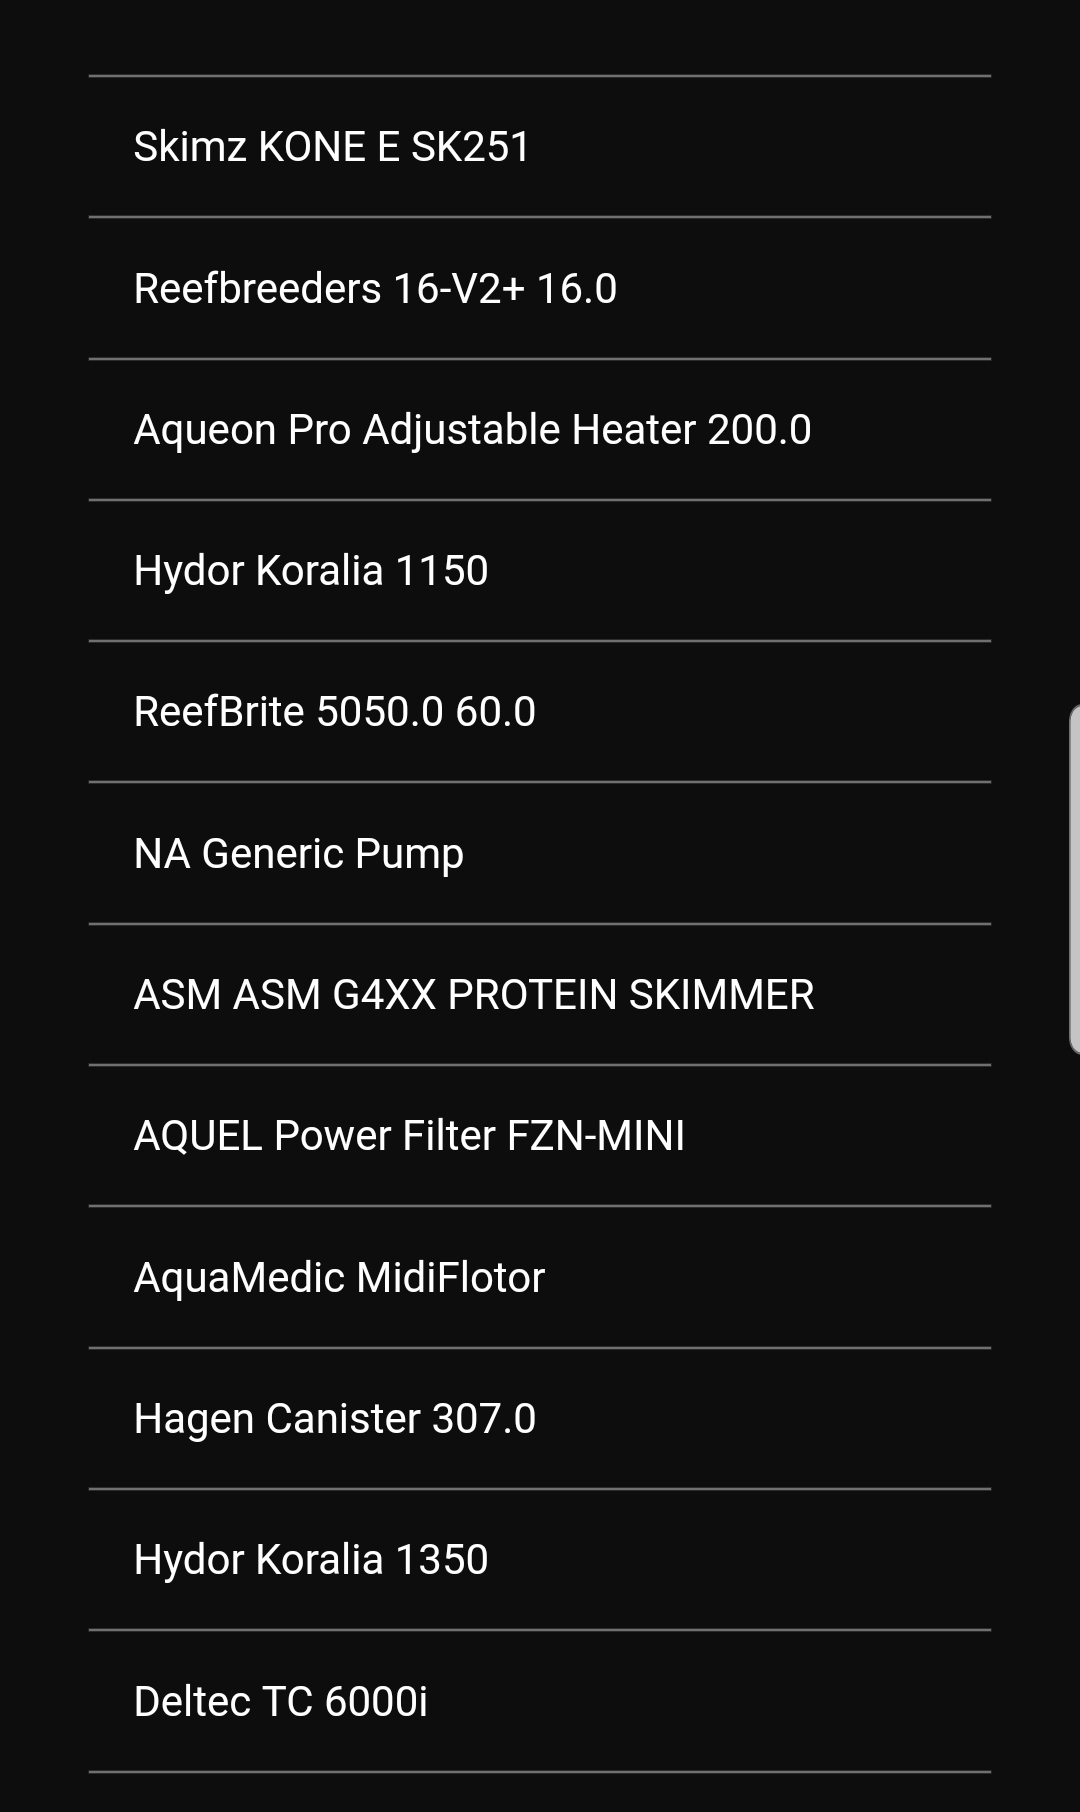 Skimz KONE E SK251
Reefbreeders 16-V2+ 16.0
Aqueon Pro Adjustable Heater 200.0
Hydor Koralia 1150
ReefBrite 5050.0 60.0
NA Generic Pump
ASM ASM G4XX PROTEIN SKIMMER
AQUEL Power Filter FZN-MINI
AquaMedic MidiFlotor
Hagen Canister 307.0
Hydor Koralia 1350
Deltec TC 6000i